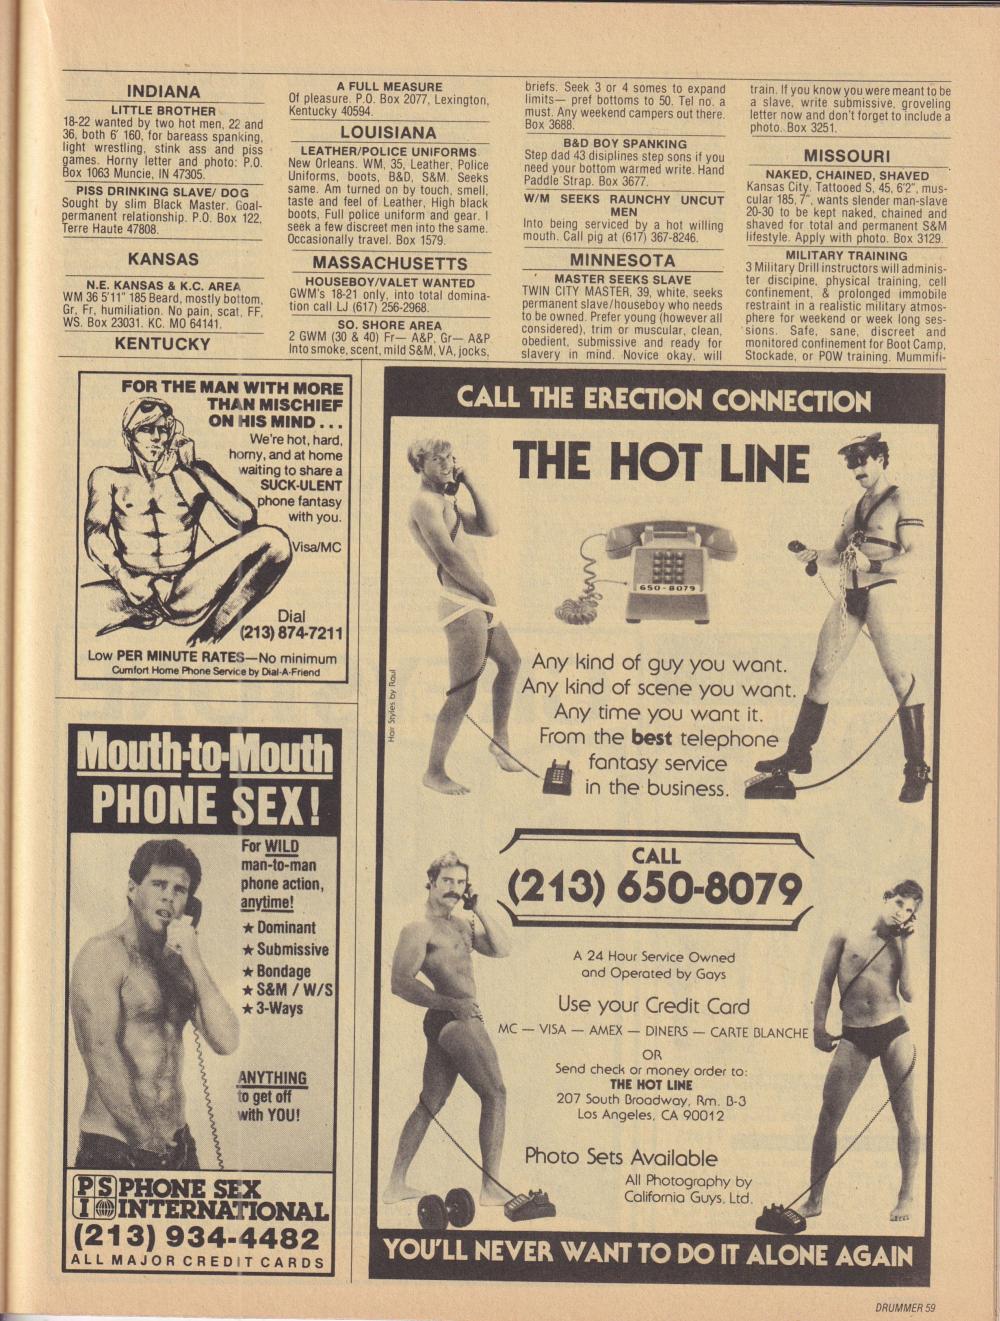 INDIANA
LITTLE BROTHER
18-22 wanted by two hot men, 22 and
36, both 6' 160, for bareass spanking,
light wrestling, stink ass and piss
games. Horny letter and photo: P.O.
Box 1063 Muncie, IN 47305.
PISS DRINKING SLAVE/ DOG
Sought by slim Black Master. Goal-
permanent relationship. P.O. Box 122,
Terre Haute 47808.
KANSAS
N.E. KANSAS & K.C. AREA
WM 36 5'11" 185 Beard, mostly bottom,
Gr, Fr, humiliation. No pain, scat, FF,
WS. Box 23031. KC. MO 64141.
KENTUCKY
A FULL MEASURE
Of pleasure. P.O. Box 2077, Lexington,
Kentucky 40594.
LOUISIANA
LEATHER/POLICE UNIFORMS
New Orleans. WM, 35, Leather, Police
Uniforms, boots, B&D, S&M. Seeks
same. Am turned on by touch, smell,
taste and feel of Leather, High black
boots, Full police uniform and gear. I
seek a few discreet men into the same.
Occasionally travel. Box 1579.
MASSACHUSETTS
HOUSEBOY/VALET WANTED
GWM's 18-21 only, into total domina-
tion call LJ (617) 256-2968.
SO. SHORE AREA
2 GWM (30 & 40) Fr— A&P, Gr— A&P
Into smoke, scent, mild S&M, VA, jocks,
briefs. Seek 3 or 4 somes to expand
limits— pref bottoms to 50. Tel no. a
must. Any weekend campers out there.
Box 3688.
B&D BOY SPANKING
Step dad 43 disiplines step sons if you
need your bottom warmed write. Hand
Paddle Strap. Box 3677.
W/M SEEKS RAUNCHY UNCUT
MEN
Into being serviced by a hot willing
mouth. Call pig at (617) 367-8246.
MINNESOTA
MASTER SEEKS SLAVE
TWIN CITY MASTER, 39, white, seeks
permanent slave/houseboy who needs
to be owned. Prefer young (however all
considered), trim or muscular, clean,
obedient, submissive and ready for
slavery in mind. Novice okay, will
train. If you know you were meant to be
a slave, write submissive, groveling
letter now and don't forget to include a
photo. Box 3251.
MISSOURI
NAKED, CHAINED, SHAVED
Kansas City. Tattooed S, 45, 6'2", mus-
cular 185, 7", wants slender man-slave
20-30 to be kept naked, chained and
shaved for total and permanent S&M
lifestyle. Apply with photo. Box 3129.
MILITARY TRAINING
3 Military Drill instructors will adminis-
ter discipine, physical training, cell
confinement, & prolonged immobile
restraint in a realistic military atmos-
phere for weekend or week long ses-
sions. Safe, sane, discreet and
monitored confinement for Boot Camp,
Stockade, or POW training. Mummifi-
FOR THE MAN WITH MORE
THAN MISCHIEF
ON HIS MIND . . .
We're hot, hard,
horny, and at home
waiting to share a
SUCK-ULENT
phone fantasy
with you.
Visa/MC
Dial
(213) 874-7211
Low PER MINUTE RATES—No minimum
Cumfort Home Phone Service by Dial-A-Friend
Mouth-to-Mouth
PHONE SEX!
For WILD
man-to-man
phone action,
anytime!
★ Dominant
★ Submissive
★ Bondage
★ S&M / W/S
★ 3-Ways
ANYTHING
to get off
with YOU!
PSI PHONE SEX
INTERNATIONAL
(213) 934-4482
ALL MAJOR CREDIT CARDS
CALL THE ERECTION CONNECTION
THE HOT LINE
650-8079
Hair Styles by Raul
Any kind of guy you want.
Any kind of scene you want.
Any time you want it.
From the best telephone
fantasy service
in the business.
CALL
(213) 650-8079
A 24 Hour Service Owned
and Operated by Gays
Use your Credit Card
MC — VISA — AMEX — DINERS — CARTE BLANCHE
OR
Send check or money order to:
THE HOT LINE
207 South Broadway, Rm. B-3
Los Angeles, CA 90012
Photo Sets Available
All Photography by
California Guys, Ltd.
YOU'LL NEVER WANT TO DO IT ALONE AGAIN
DRUMMER 59